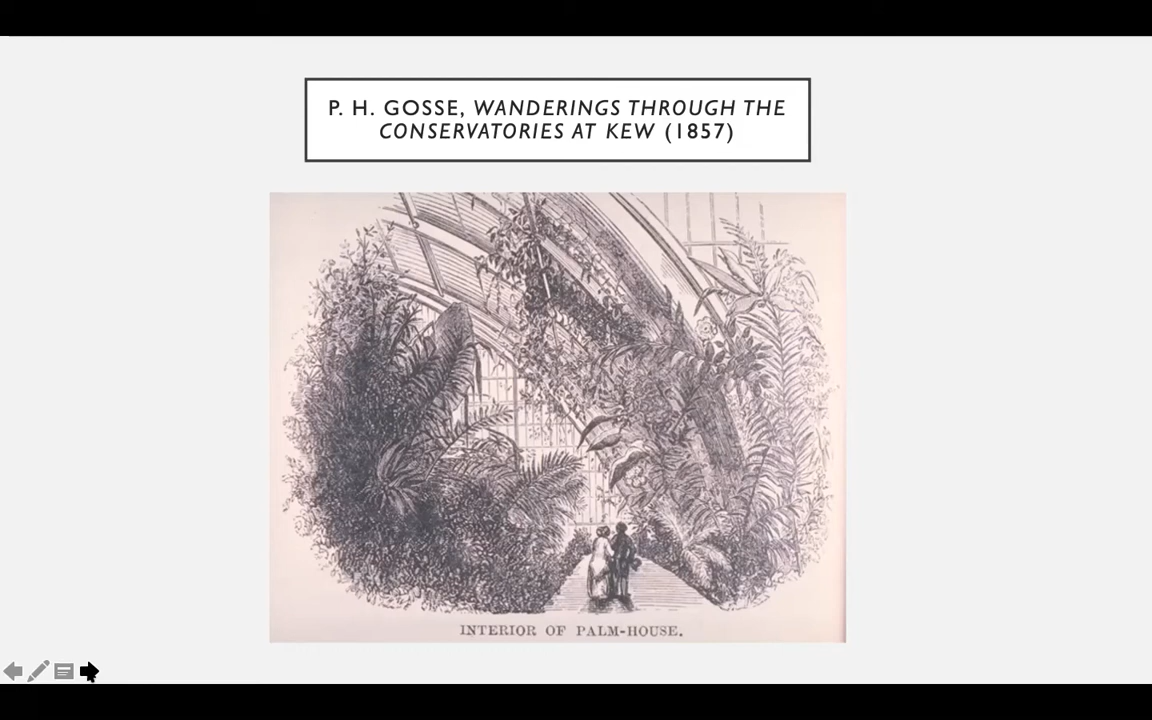 P. H. GOSSE, WANDERINGS THROUGH THE
CONSERVATORIES AT KEW (1857)
INTERIOR OF PALM-HOUSE.